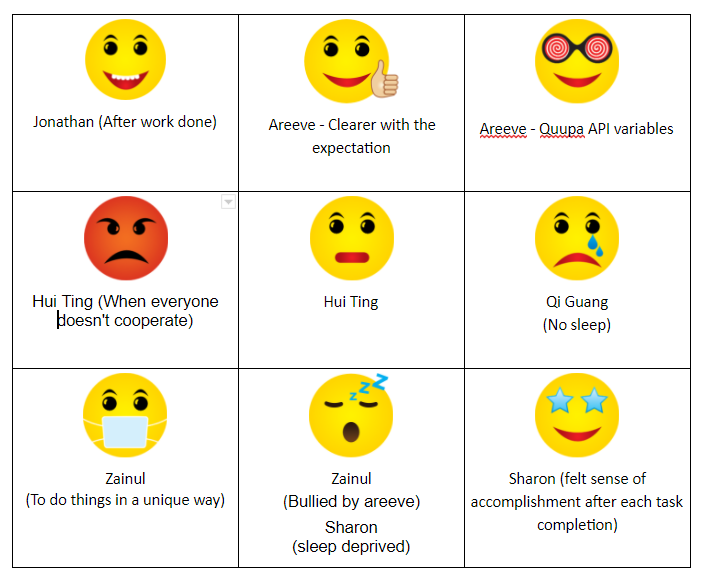 Jonathan (After work done)
Areeve - Clearer with the
expectation
Areeve - Quupa API variables
Hui Ting (When everyone
doesn't cooperate)
Hui Ting
Qi Guang
(No sleep)
z z Z
Zainul
(To do things in a unique way)
Zainul
(Bullied by areeve)
Sharon
(sleep deprived)
Sharon (felt sense of
accomplishment after each task
completion)